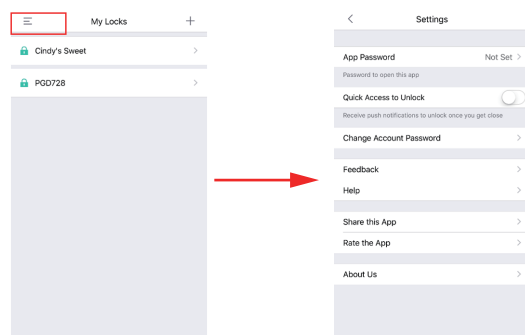 My Locks
Cindy's Sweet
PGD728
Settings
App Password Not Set
Password to open this app
Quick Access to Unlock
Receive push notifications to unlock once you get close
Change Account Password
Feedback
Help
Share this App
Rate the App
About Us